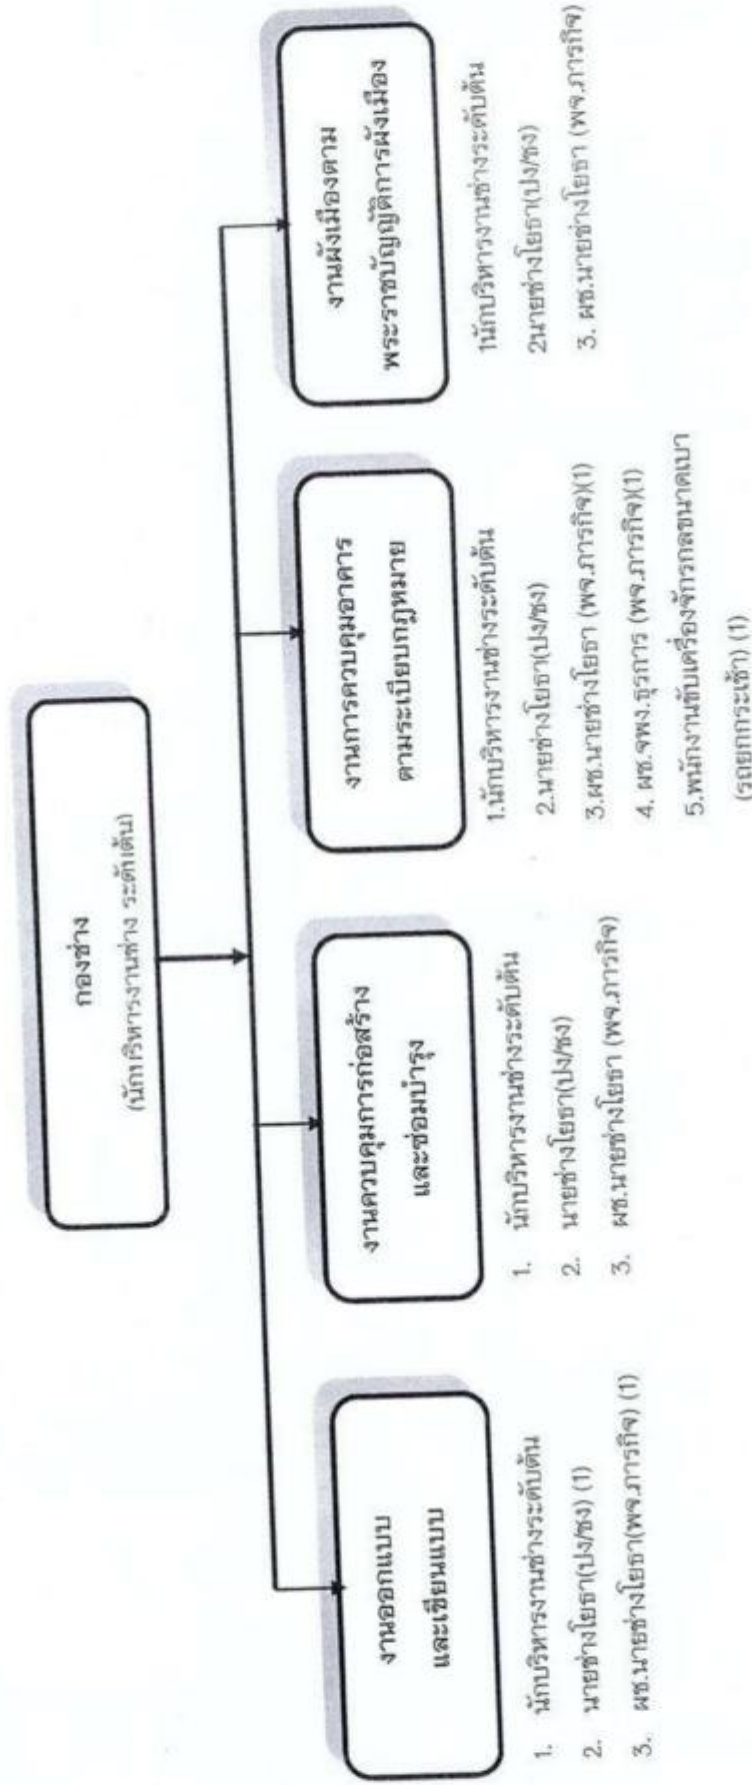 กองช่าง
(นักบริหารงานช่าง ระดับต้น)
งานออกแบบ
และเขียนแบบ
1. นักบริหารงานช่างระดับต้น
2. นายช่างโยธา(ปง/ชง) (1)
3. ผช.นายช่างโยธา(พจ.ภารกิจ) (1)
งานควบคุมการก่อสร้าง
และซ่อมบำรุง
1. นักบริหารงานช่างระดับต้น
2. นายช่างโยธา(ปง/ชง)
3. ผช.นายช่างโยธา (พจ.ภารกิจ)
งานการควบคุมอาคาร
ตามระเบียบกฎหมาย
1.นักบริหารงานช่างระดับต้น
2.นายช่างโยธา(ปง/ชง)
3.ผช.นายช่างโยธา (พจ.ภารกิจ)(1)
4. ผช.จพง.ธุรการ (พจ.ภารกิจ)(1)
5.พนักงานขับเครื่องจักรกลขนาดเบา
(รถยกกระเช้า) (1)
งานผังเมืองตาม
พระราชบัญญัติการผังเมือง
1นักบริหารงานช่างระดับต้น
2นายช่างโยธา(ปง/ชง)
3. ผช.นายช่างโยธา (พจ.ภารกิจ)